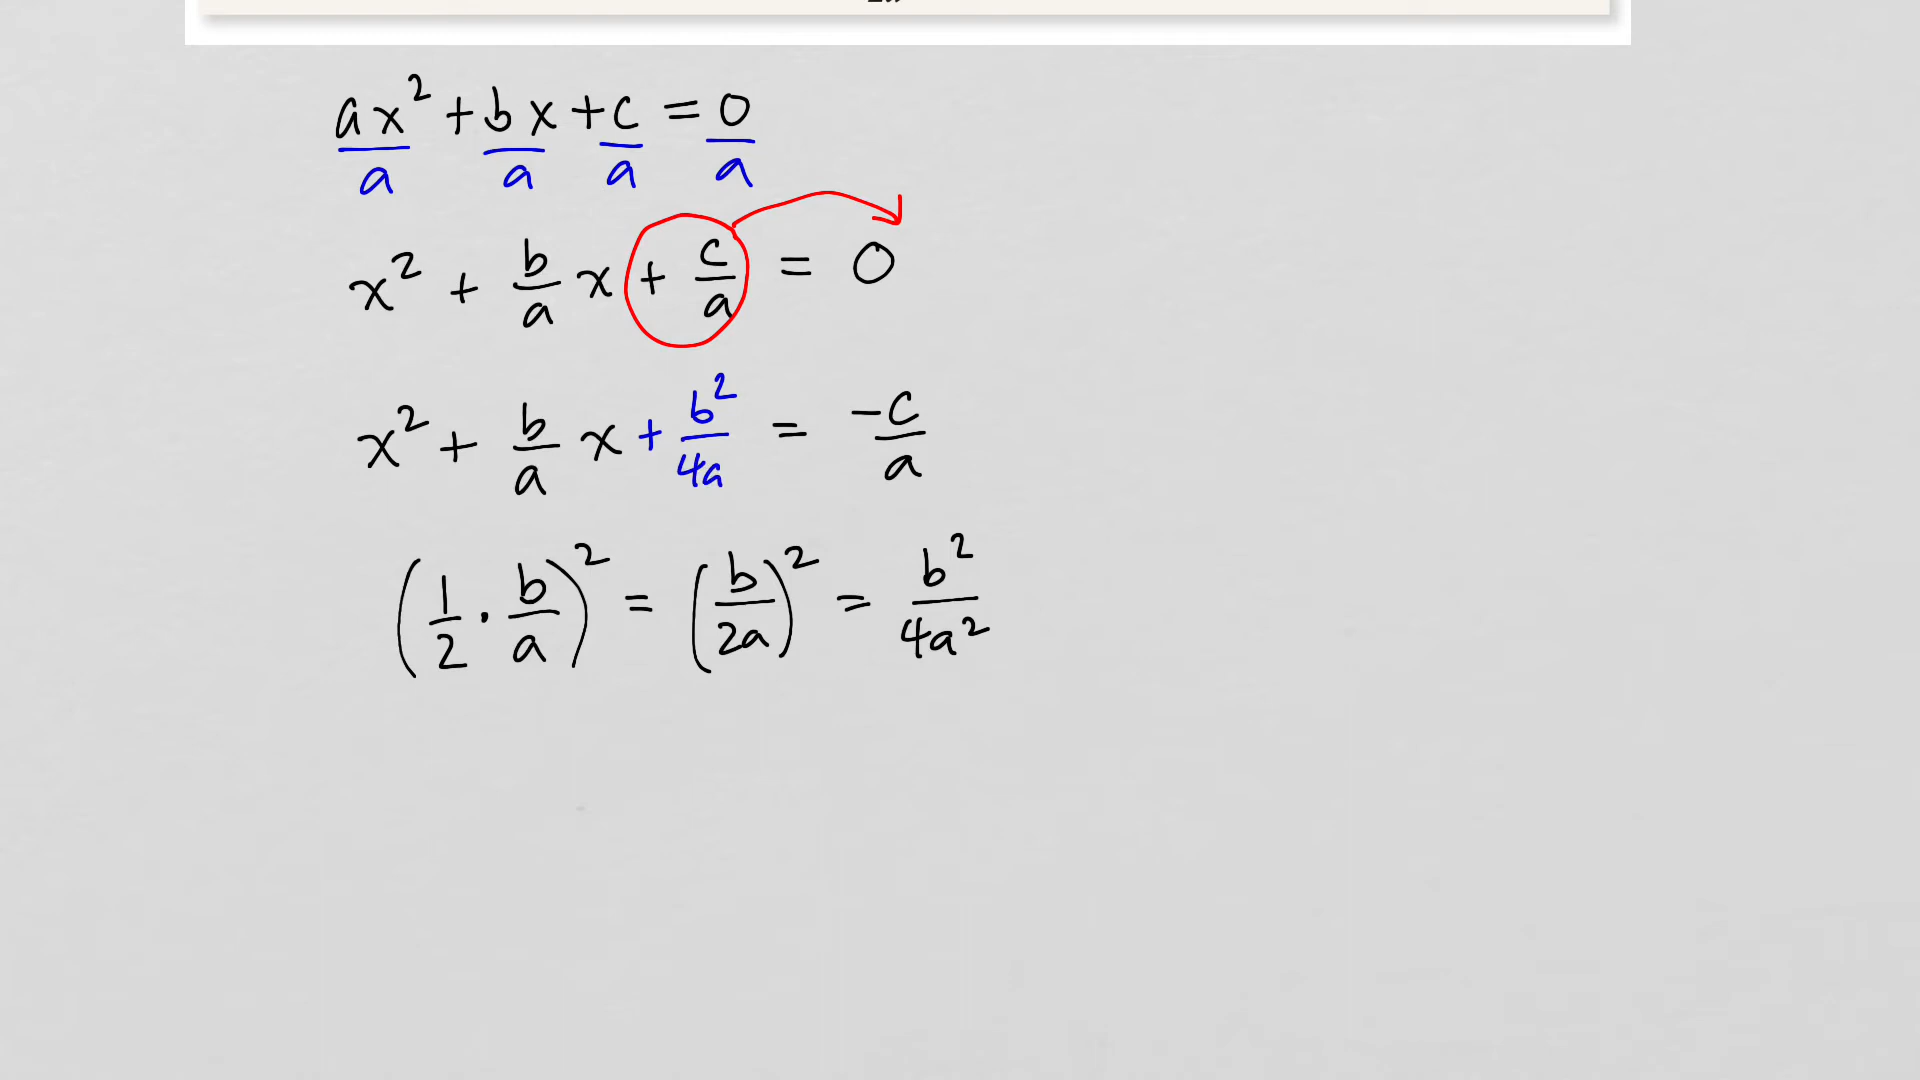 ax² + bx + c = 0
a a a a
x² + b/a x + c/a = 0
x² + b/a x + b²/4a = -c/a
(1/2 · b/a)² = (b/2a)² = b²/4a²